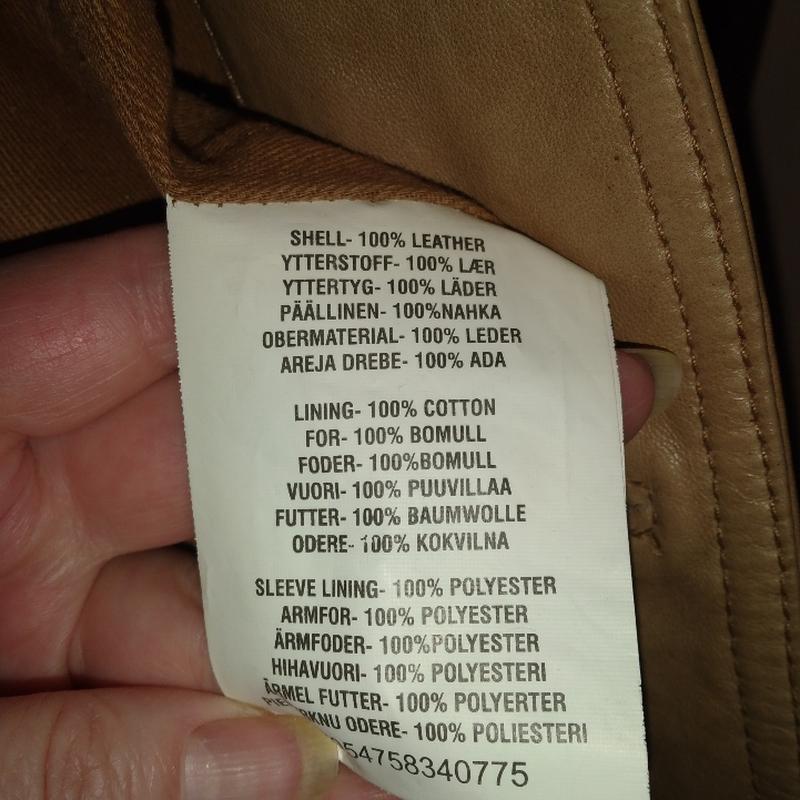 SHELL- 100% LEATHER
YTTERSTOFF- 100% LÆR
YTTERTYG- 100% LÄDER
PÄÄLLINEN- 100%NAHKA
OBERMATERIAL- 100% LEDER
AREJA DREBE- 100% ADA
LINING- 100% COTTON
FOR- 100% BOMULL
FODER- 100%BOMULL
VUORI- 100% PUUVILLAA
FUTTER- 100% BAUMWOLLE
ODERE- 100% KOKVILNA
SLEEVE LINING- 100% POLYESTER
ARMFOR- 100% POLYESTER
ÄRMFODER- 100%POLYESTER
HIHAVUORI- 100% POLYESTERI
ÄRMEL FUTTER- 100% POLYERTER
ODERE- 100% POLIESTERI
54758340775